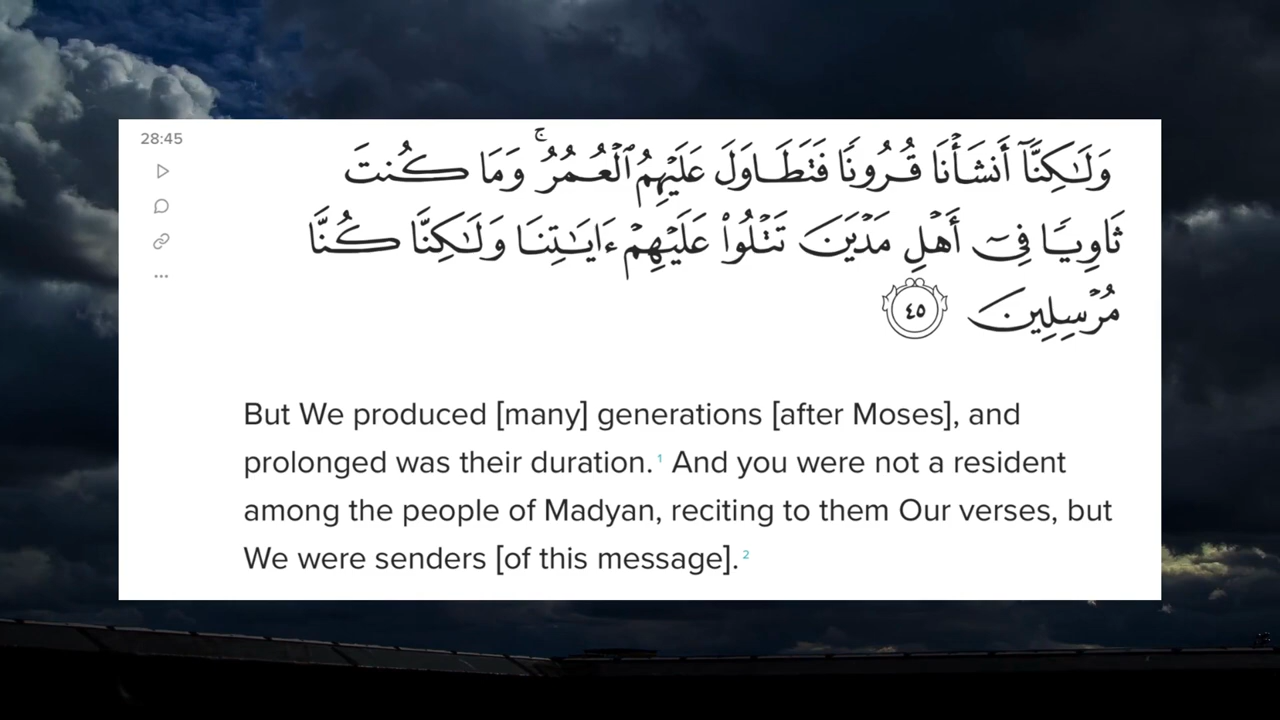 28:45
وَلَـٰكِنَّآ أَنشَأْنَا قُرُونًا فَتَطَاوَلَ عَلَيْهِمُ ٱلْعُمُرُ ۚ وَمَا كُنتَ
ثَاوِيًا فِىٓ أَهْلِ مَدْيَنَ تَتْلُوا۟ عَلَيْهِمْ ءَايَـٰتِنَا وَلَـٰكِنَّا كُنَّا
مُرْسِلِينَ ٤٥
But We produced [many] generations [after Moses], and
prolonged was their duration.¹ And you were not a resident
among the people of Madyan, reciting to them Our verses, but
We were senders [of this message].²